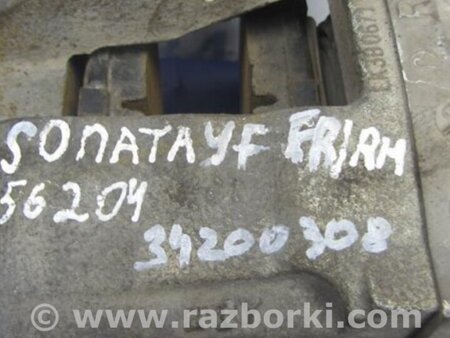 SONATA YF FR/RH
56204
34200308
www.razborki.com